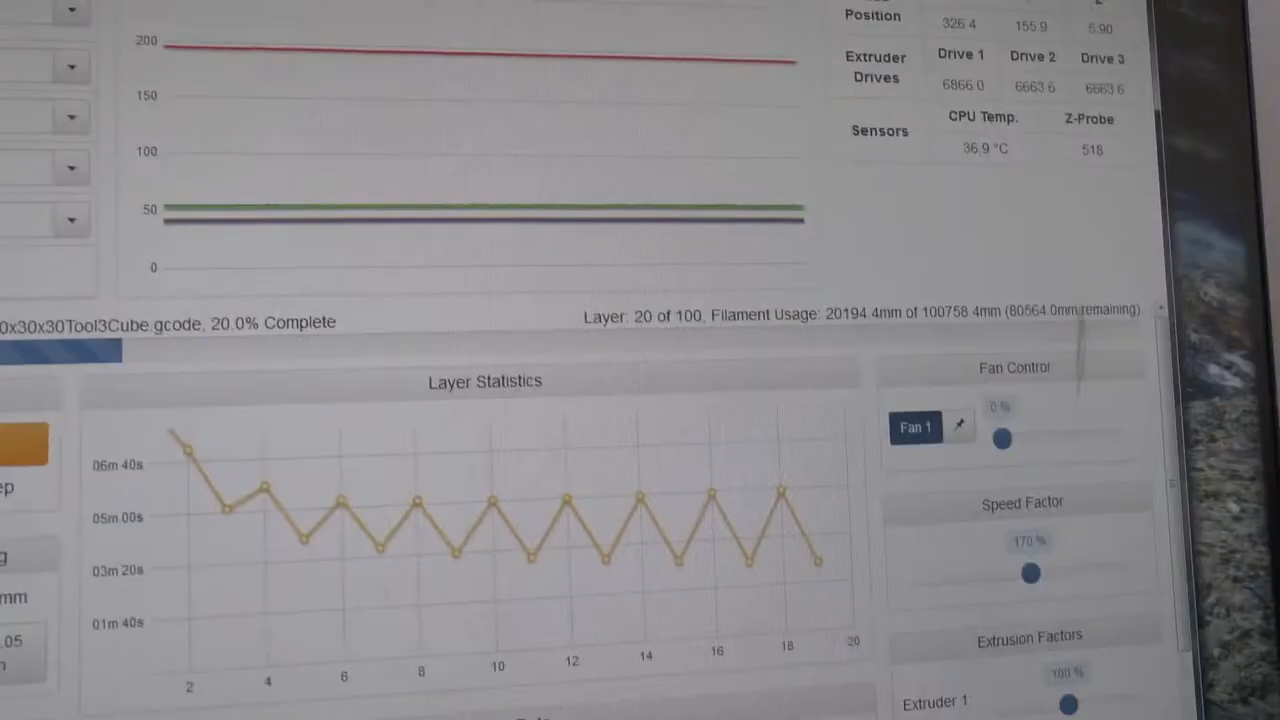 Position 326.4 155.9 5.90
200
Extruder Drives Drive 1 Drive 2 Drive 3
6866.0 6663.6 6663.6
150
CPU Temp. Z-Probe
Sensors
36.9 °C 518
100
50
0
0x30x30Tool3Cube.gcode, 20.0% Complete
Layer: 20 of 100, Filament Usage: 20194.4mm of 100758.4mm (80564.0mm remaining)
Layer Statistics
06m 40s
05m 00s
03m 20s
01m 40s
2 4 6 8 10 12 14 16 18 20
ep
g
mm
.05
Fan Control
0 %
Fan 1
Speed Factor
170 %
Extrusion Factors
100 %
Extruder 1